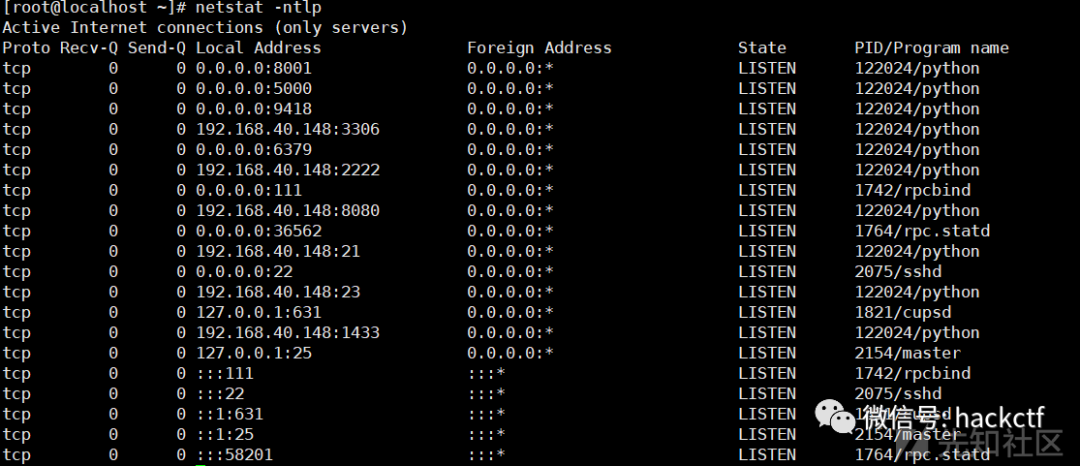 [root@localhost ~]# netstat -ntlp
Active Internet connections (only servers)
Proto Recv-Q Send-Q Local Address Foreign Address State PID/Program name
tcp 0 0 0.0.0.0:8001 0.0.0.0:* LISTEN 122024/python
tcp 0 0 0.0.0.0:5000 0.0.0.0:* LISTEN 122024/python
tcp 0 0 0.0.0.0:9418 0.0.0.0:* LISTEN 122024/python
tcp 0 0 192.168.40.148:3306 0.0.0.0:* LISTEN 122024/python
tcp 0 0 0.0.0.0:6379 0.0.0.0:* LISTEN 122024/python
tcp 0 0 192.168.40.148:2222 0.0.0.0:* LISTEN 122024/python
tcp 0 0 0.0.0.0:111 0.0.0.0:* LISTEN 1742/rpcbind
tcp 0 0 192.168.40.148:8080 0.0.0.0:* LISTEN 122024/python
tcp 0 0 0.0.0.0:36562 0.0.0.0:* LISTEN 1764/rpc.statd
tcp 0 0 192.168.40.148:21 0.0.0.0:* LISTEN 122024/python
tcp 0 0 0.0.0.0:22 0.0.0.0:* LISTEN 2075/sshd
tcp 0 0 192.168.40.148:23 0.0.0.0:* LISTEN 122024/python
tcp 0 0 127.0.0.1:631 0.0.0.0:* LISTEN 1821/cupsd
tcp 0 0 192.168.40.148:1433 0.0.0.0:* LISTEN 122024/python
tcp 0 0 127.0.0.1:25 0.0.0.0:* LISTEN 2154/master
tcp 0 0 :::111 :::* LISTEN 1742/rpcbind
tcp 0 0 :::22 :::* LISTEN 2075/sshd
tcp 0 0 ::1:631 :::* LISTEN
微信号: hackctf
tcp 0 0 ::1:25 :::* LISTEN 2154/master
先知社区
tcp 0 0 :::58201 :::* LISTEN 1764/rpc.statd